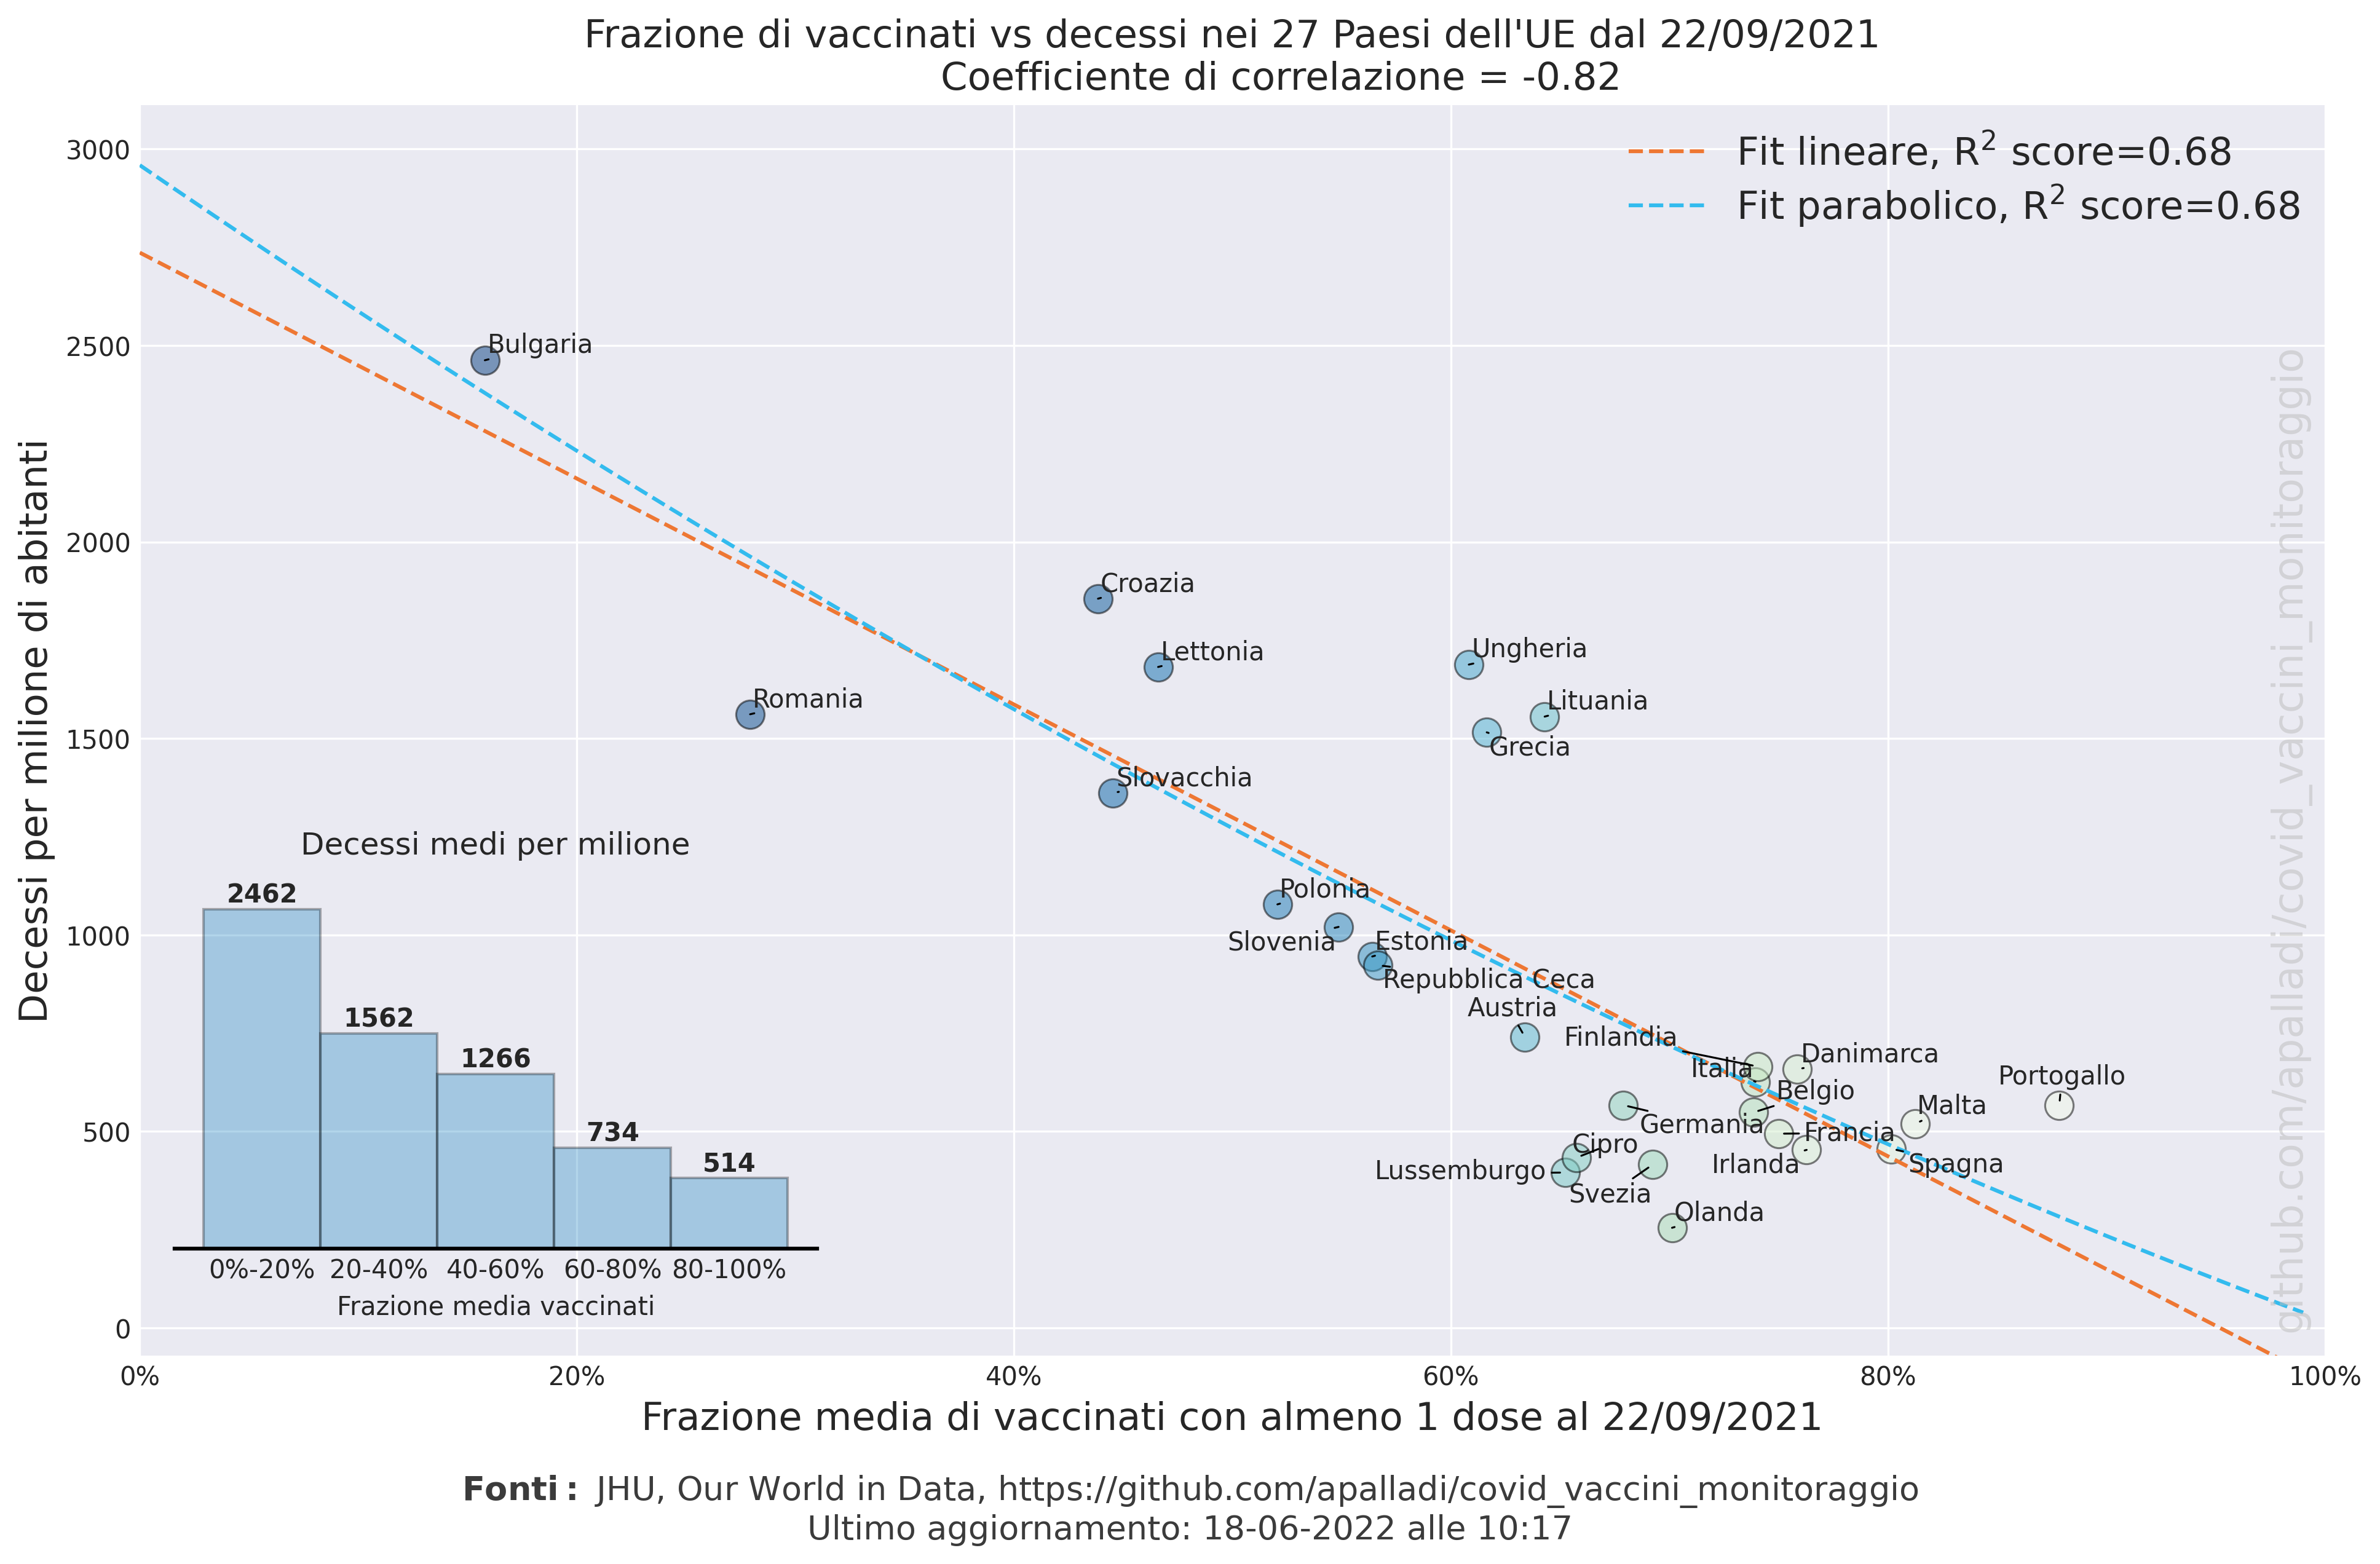 Frazione di vaccinati vs decessi nei 27 Paesi dell'UE dal 22/09/2021
Coefficiente di correlazione = -0.82
Fit lineare, R² score=0.68
Fit parabolico, R² score=0.68
Decessi per milione di abitanti
3000
2500
2000
1500
1000
500
0
Bulgaria
Croazia
Lettonia
Ungheria
Romania
Lituania
Grecia
Slovacchia
Polonia
Slovenia
Estonia
Repubblica Ceca
Austria
Finlandia
Italia
Danimarca
Portogallo
Belgio
Malta
Germania
Francia
Cipro
Irlanda
Spagna
Lussemburgo
Svezia
Olanda
Decessi medi per milione
2462
1562
1266
734
514
0%-20%
20-40%
40-60%
60-80%
80-100%
Frazione media vaccinati
github.com/apalladi/covid_vaccini_monitoraggio
0%
20%
40%
60%
80%
100%
Frazione media di vaccinati con almeno 1 dose al 22/09/2021
Fonti: JHU, Our World in Data, https://github.com/apalladi/covid_vaccini_monitoraggio
Ultimo aggiornamento: 18-06-2022 alle 10:17